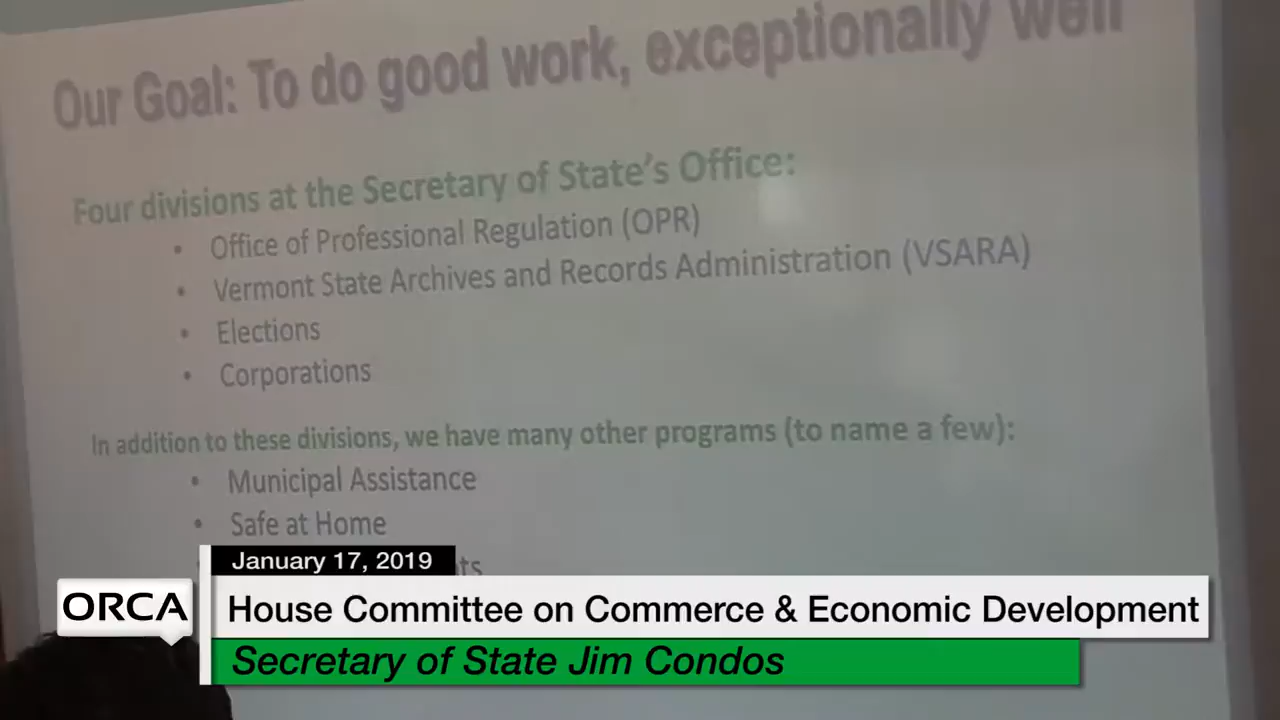 Our Goal: To do good work, exceptionally well
Four divisions at the Secretary of State's Office:
• Office of Professional Regulation (OPR)
• Vermont State Archives and Records Administration (VSARA)
• Elections
• Corporations
In addition to these divisions, we have many other programs (to name a few):
• Municipal Assistance
• Safe at Home
January 17, 2019
ORCA
House Committee on Commerce & Economic Development
Secretary of State Jim Condos